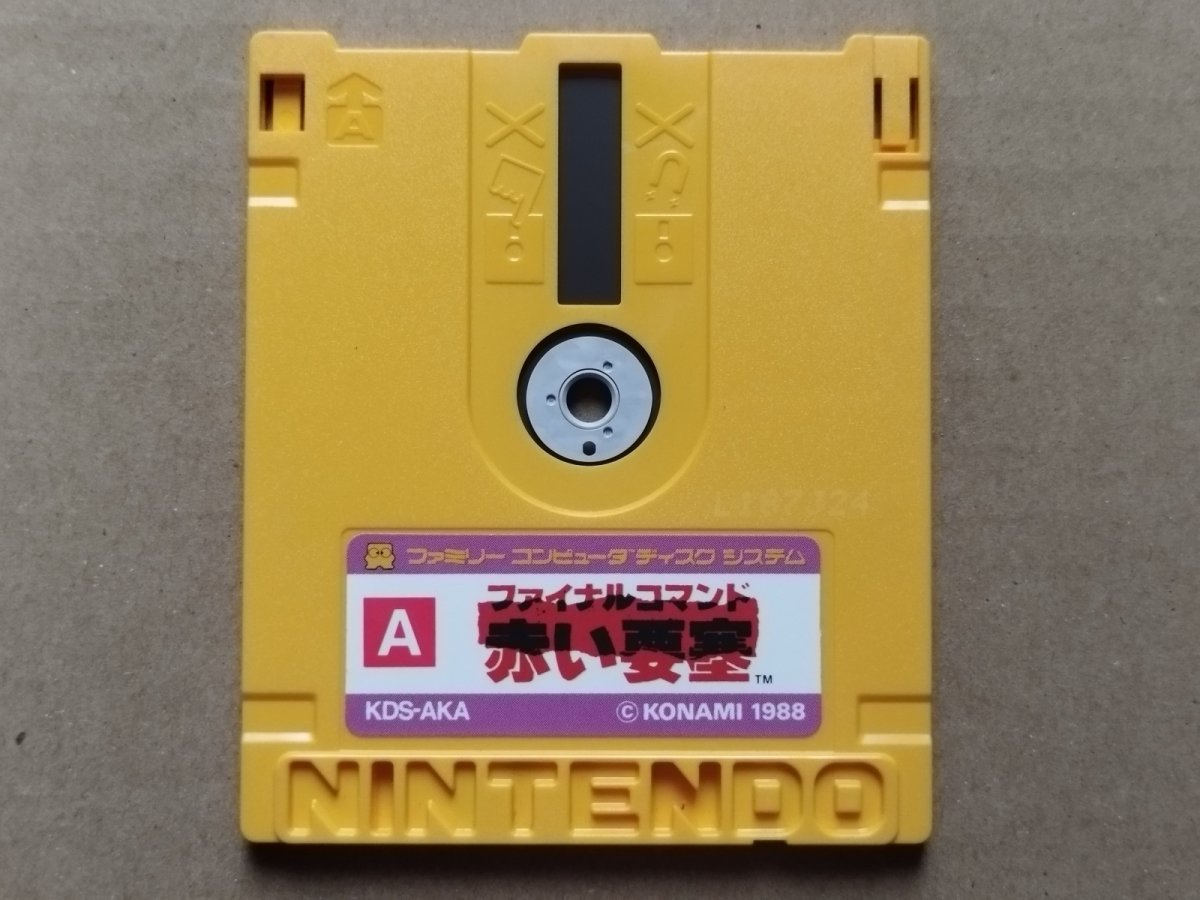 A
L187J24
ファミリー コンピュータ ディスク システム
A
ファイナルコマンド
赤い要塞
TM
KDS-AKA
© KONAMI 1988
NINTENDO